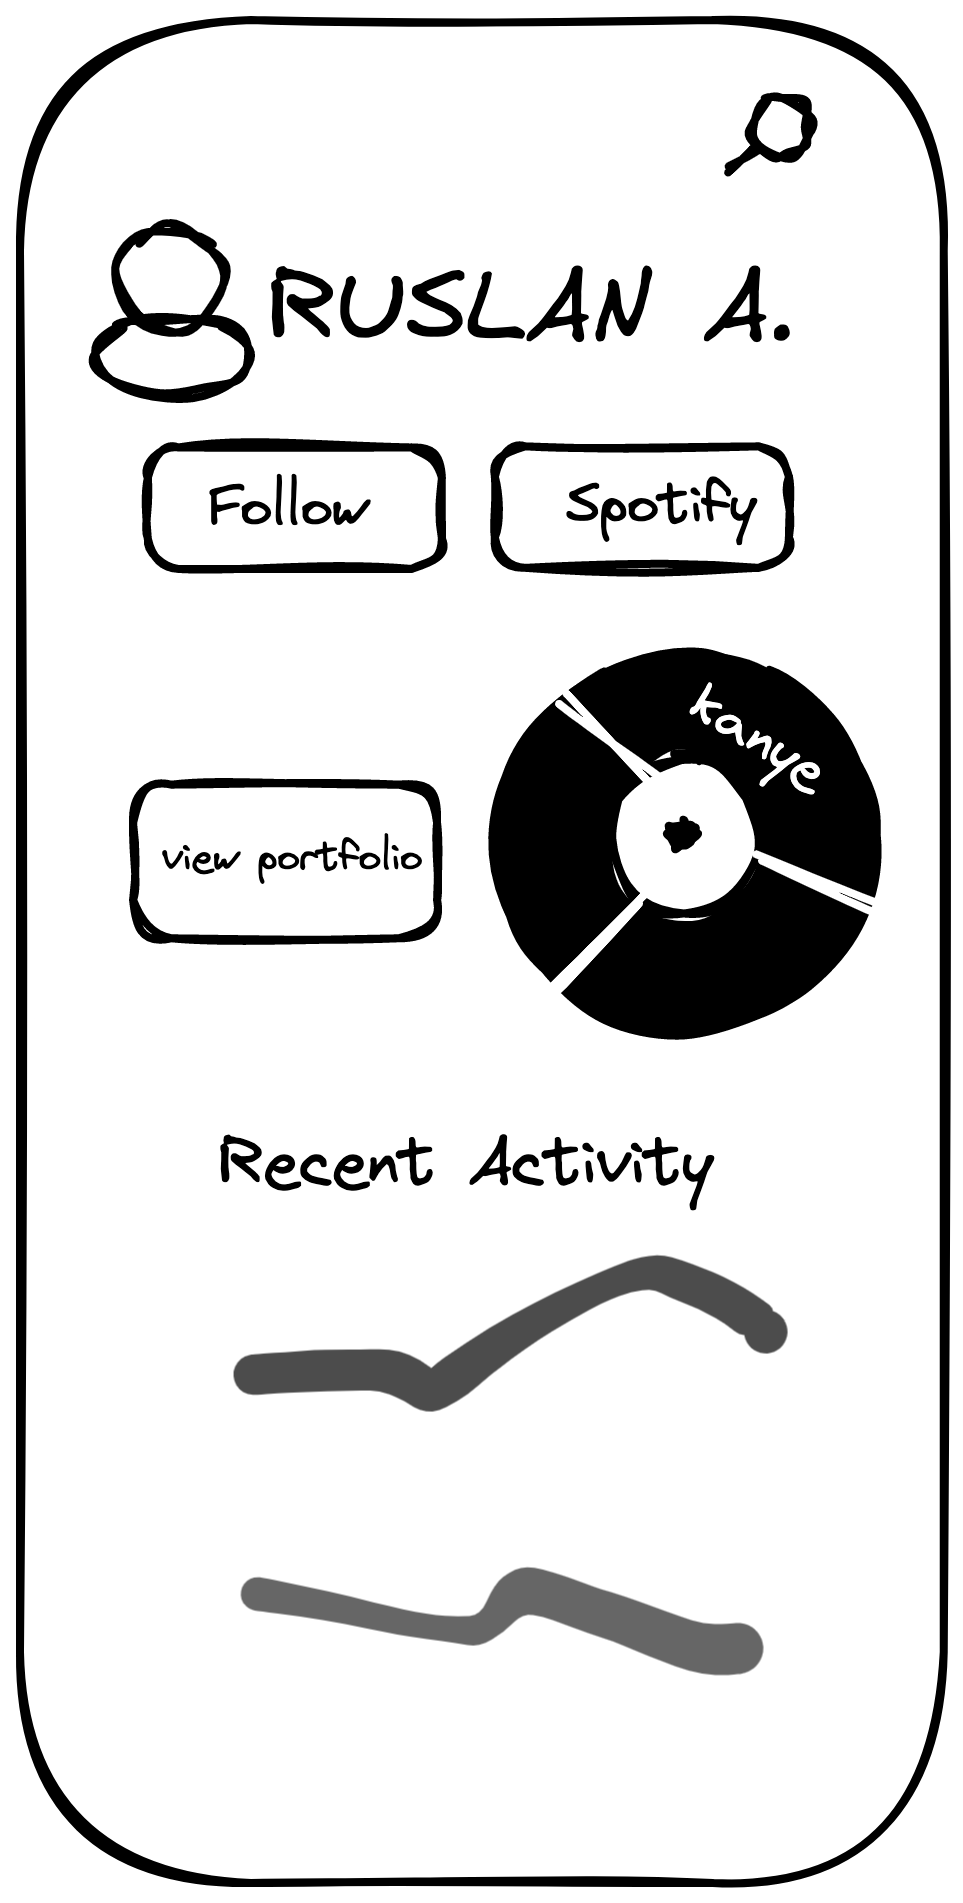 RUSLAN A.
Follow
Spotify
kanye
view portfolio
Recent Activity